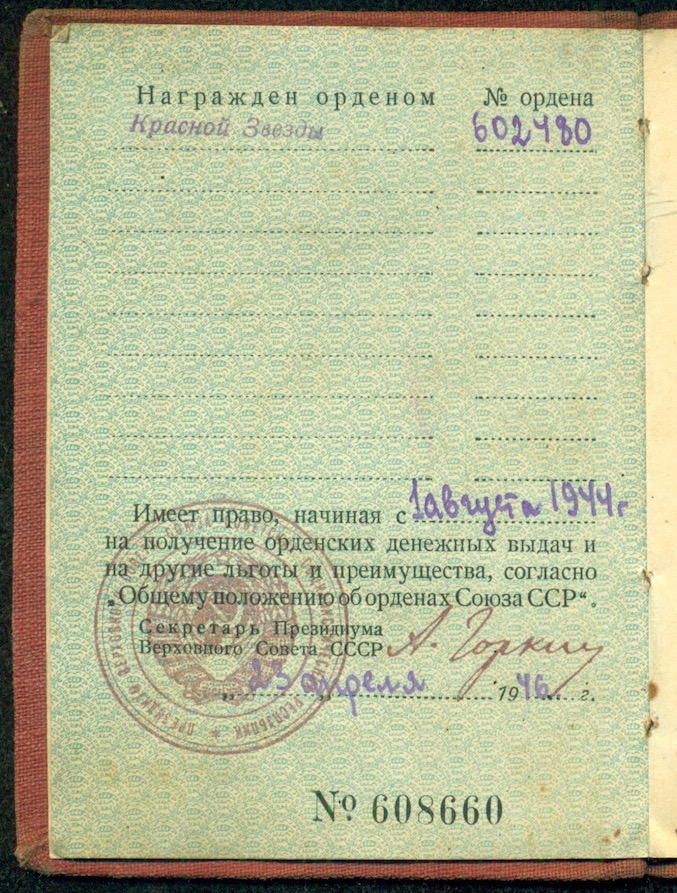 Награжден орденом № ордена
Красной Звезды 602480
Имеет право, начиная с 1 августа 1944 г
на получение орденских денежных выдач и
на другие льготы и преимущества, согласно
„Общему положению об орденах Союза ССР“.
Секретарь Президиума
Верховного Совета СССР А. Горкин
„23 апреля 1946 г.
№ 608660